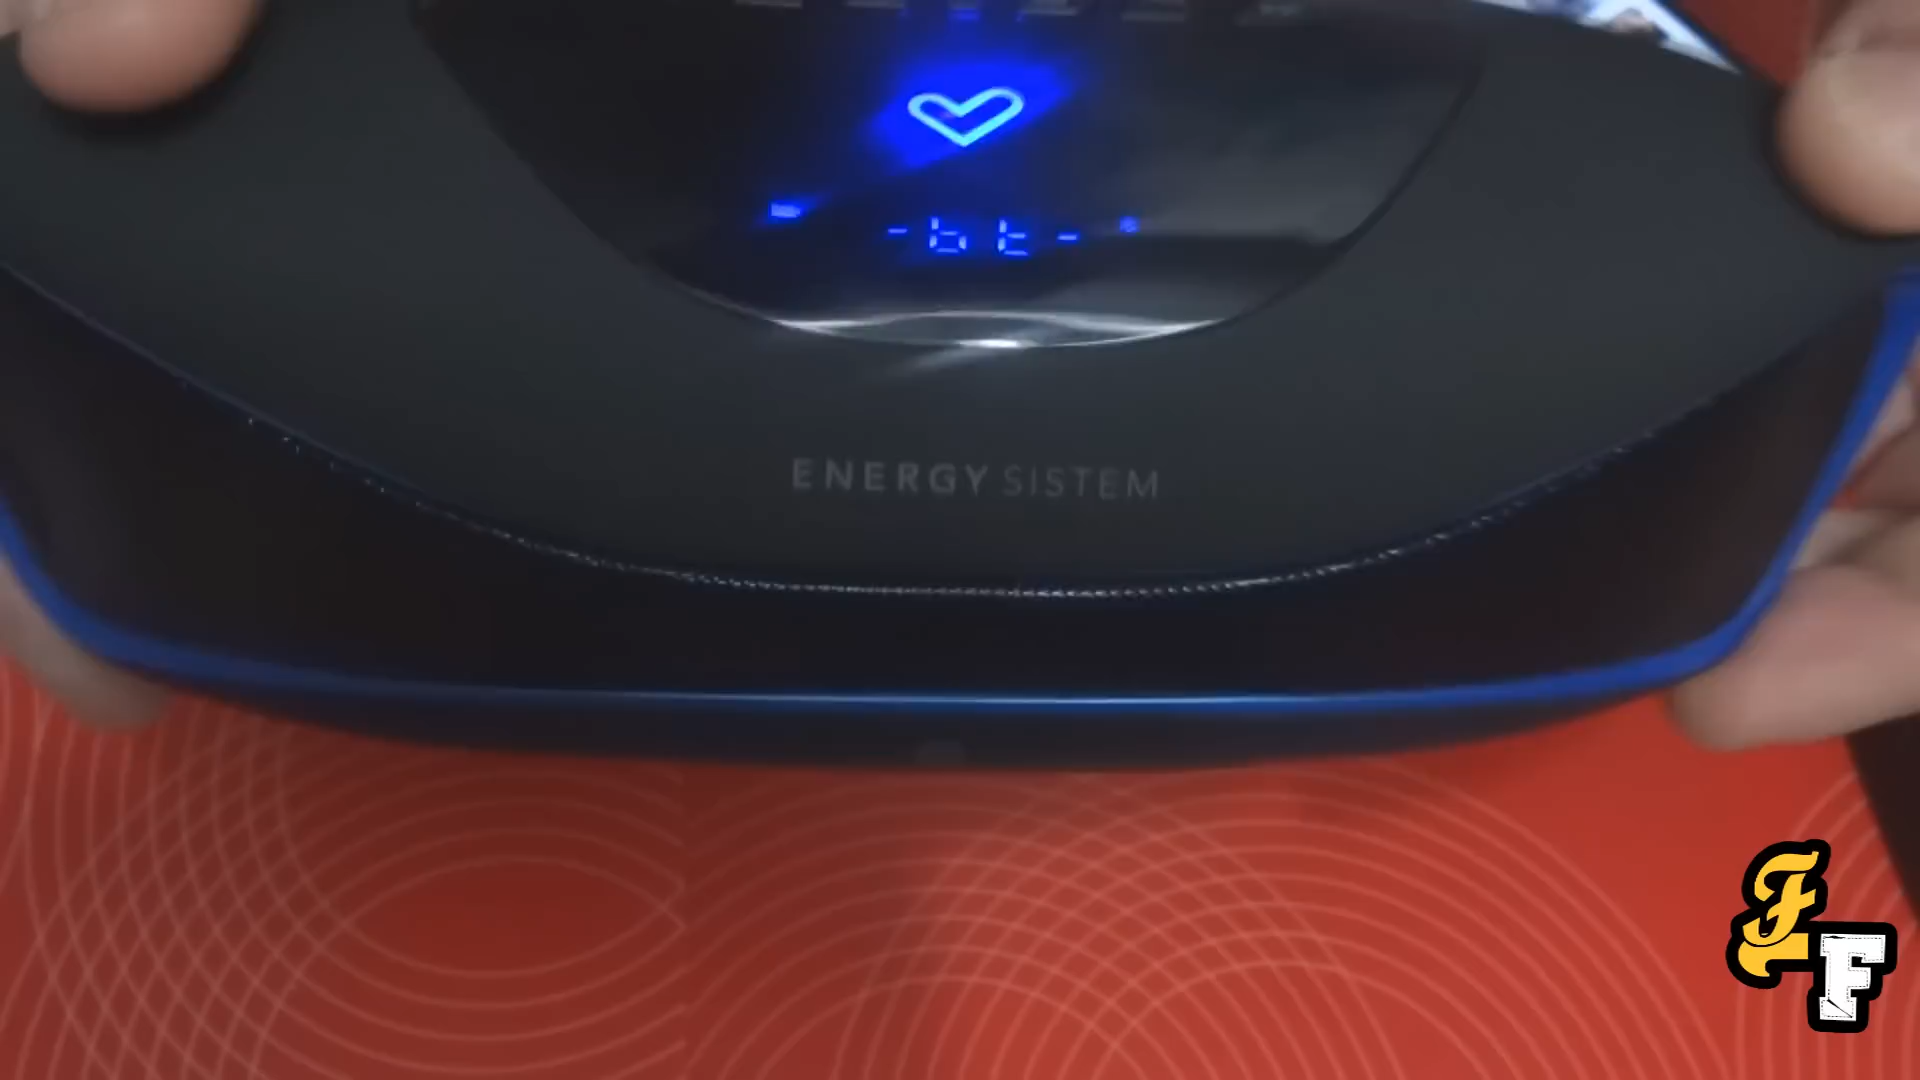 -bt-
ENERGY SISTEM
F
F